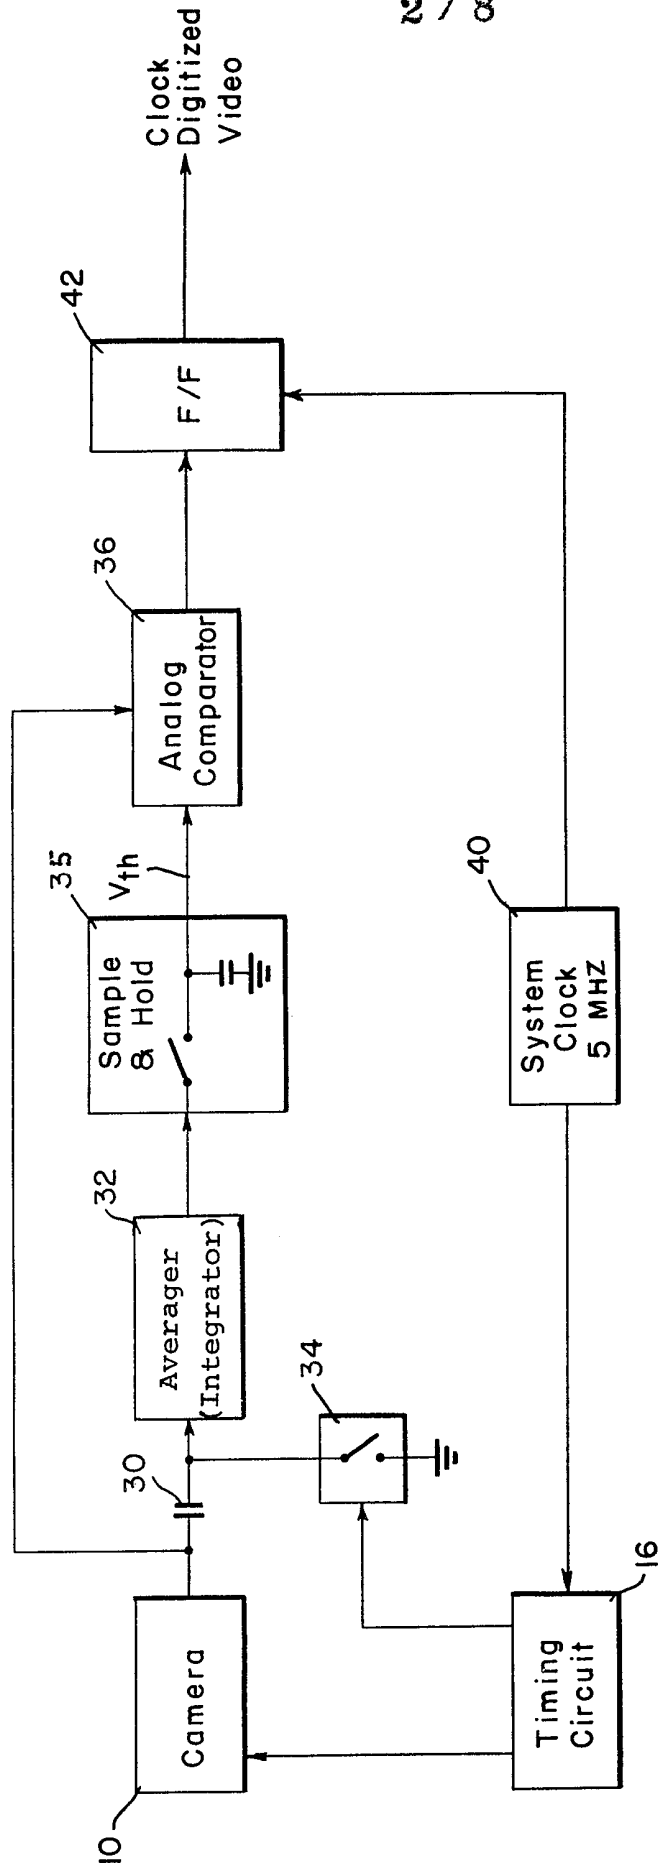 2/8
Clock
Digitized
Video
42
F/F
36
Analog
Comparator
35
Vth
Sample
& Hold
32
Averager
(Integrator)
30
34
10
Camera
40
System
Clock
5 MHZ
16
Timing
Circuit